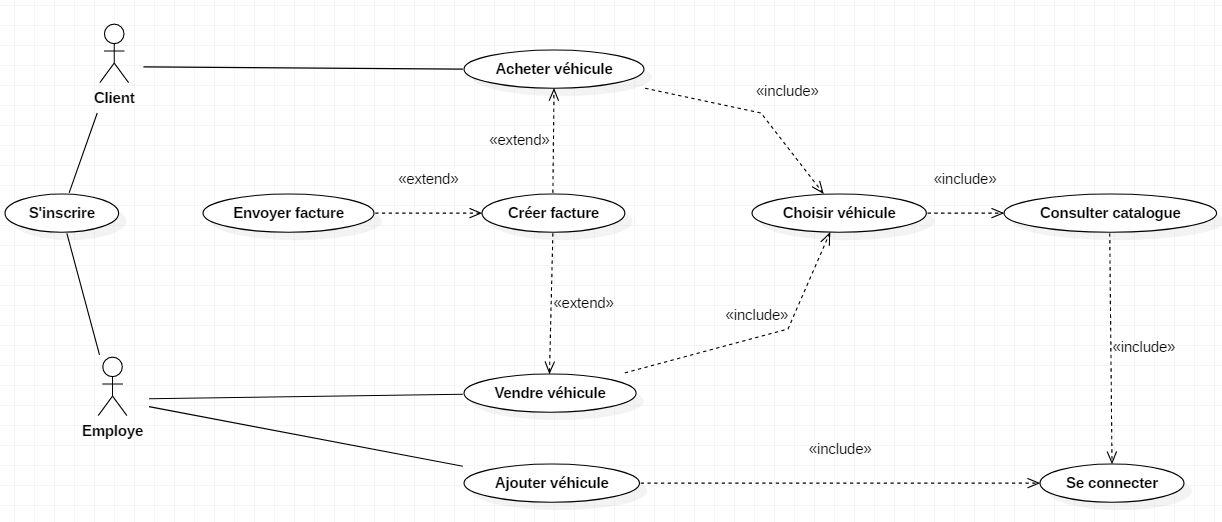 Acheter véhicule
«include»
Client
«extend»
«extend»
«include»
S'inscrire
Envoyer facture
Créer facture
Choisir véhicule
Consulter catalogue
«extend»
«include»
«include»
Vendre véhicule
Employe
«include»
Ajouter véhicule
Se connecter